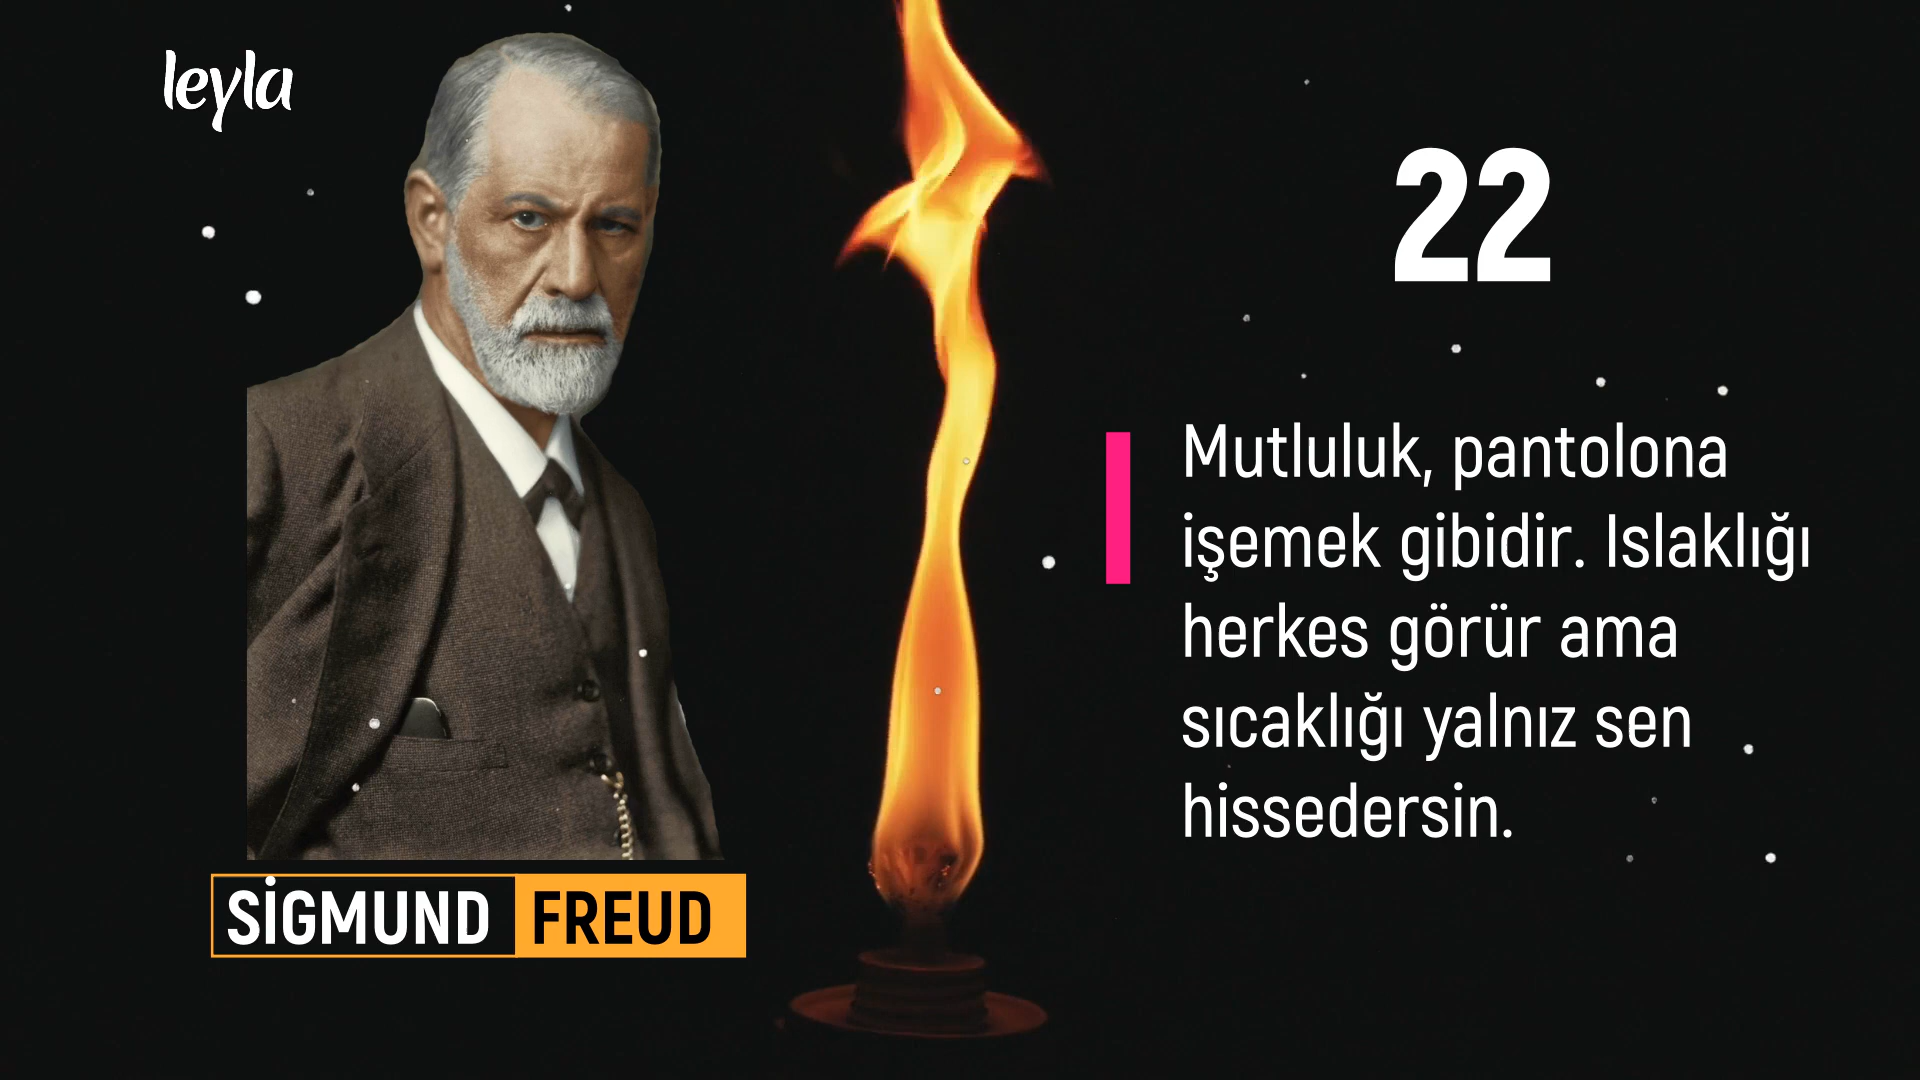 leyla
22
Mutluluk, pantolona
işemek gibidir. Islaklığı
herkes görür ama
sıcaklığı yalnız sen
hissedersin.
SİGMUND FREUD